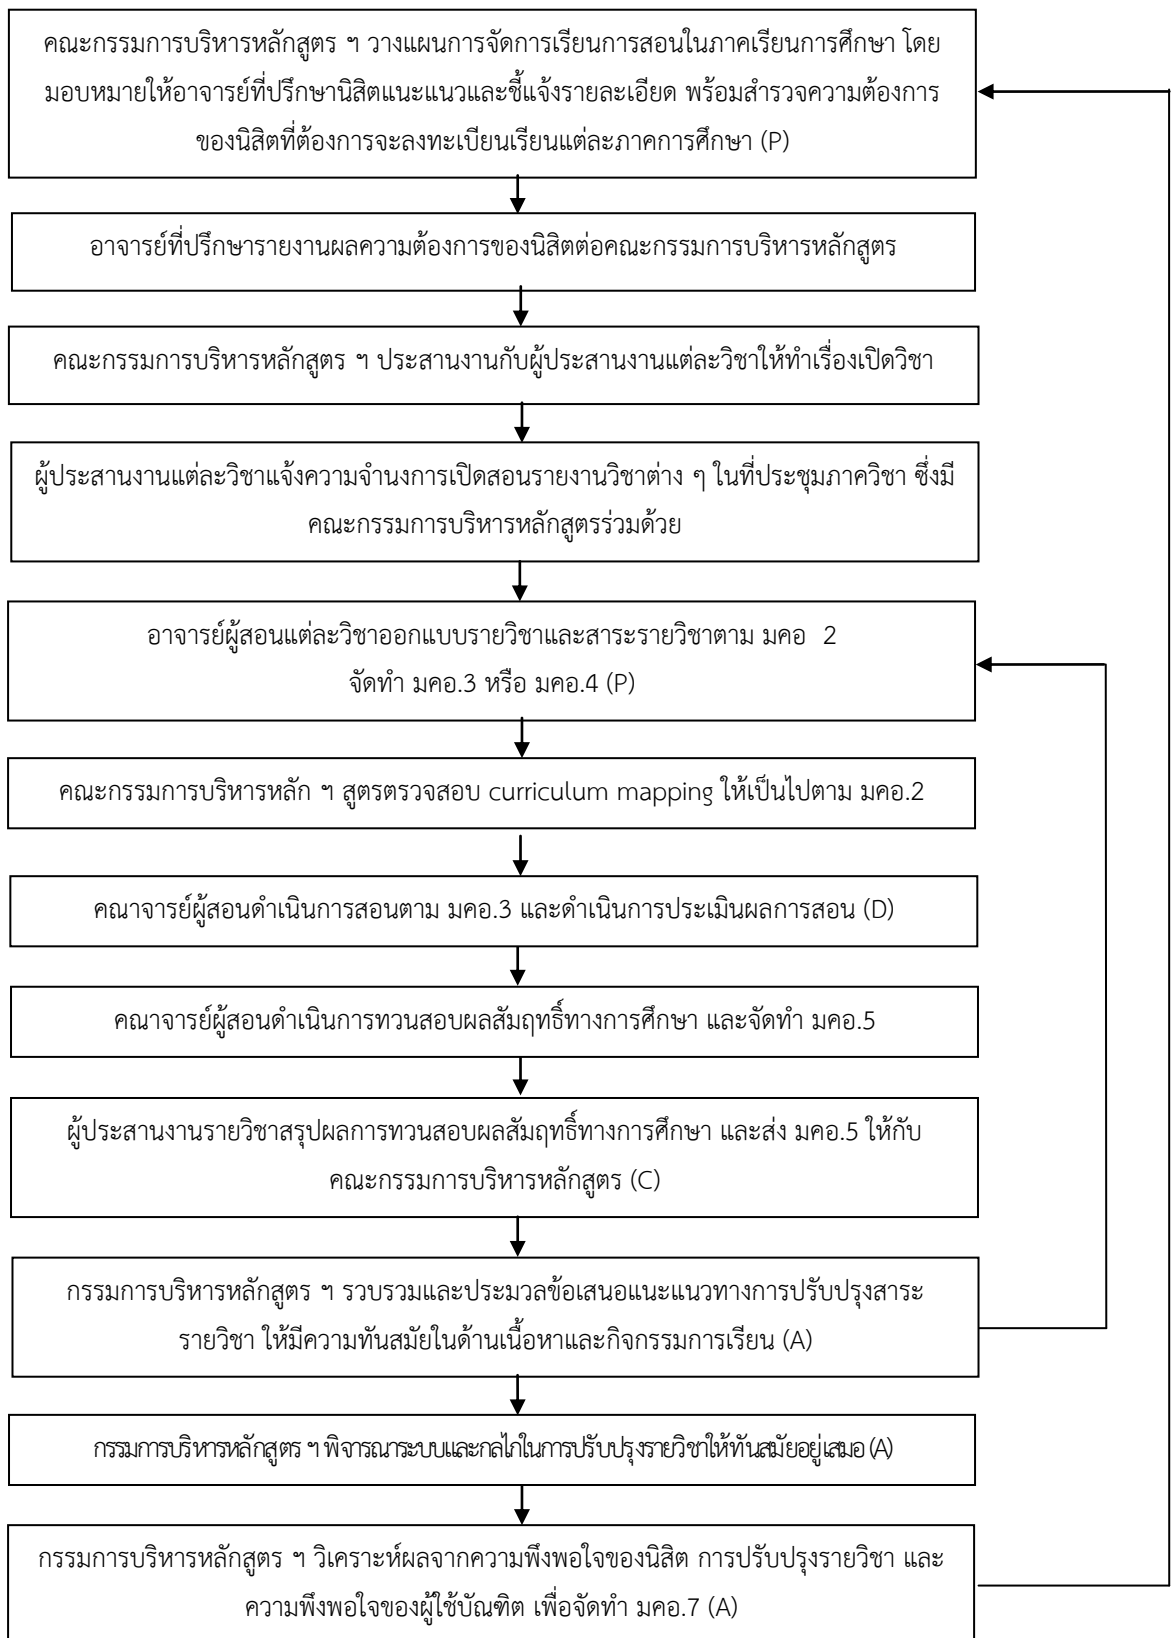 คณะกรรมการบริหารหลักสูตร ฯ วางแผนการจัดการเรียนการสอนในภาคเรียนการศึกษา โดย
มอบหมายให้อาจารย์ที่ปรึกษานิสิตแนะแนวและชี้แจงรายละเอียด พร้อมสำรวจความต้องการ
ของนิสิตที่ต้องการจะลงทะเบียนเรียนแต่ละภาคการศึกษา (P)
อาจารย์ที่ปรึกษารายงานผลความต้องการของนิสิตต่อคณะกรรมการบริหารหลักสูตร
คณะกรรมการบริหารหลักสูตร ฯ ประสานงานกับผู้ประสานงานแต่ละวิชาให้ทำเรื่องเปิดวิชา
ผู้ประสานงานแต่ละวิชาแจ้งความจำนงการเปิดสอนรายงานวิชาต่าง ๆ ในที่ประชุมภาควิชา ซึ่งมี
คณะกรรมการบริหารหลักสูตรร่วมด้วย
อาจารย์ผู้สอนแต่ละวิชาออกแบบรายวิชาและสาระรายวิชาตาม มคอ 2
จัดทำ มคอ.3 หรือ มคอ.4 (P)
คณะกรรมการบริหารหลัก ฯ สูตรตรวจสอบ curriculum mapping ให้เป็นไปตาม มคอ.2
คณาจารย์ผู้สอนดำเนินการสอนตาม มคอ.3 และดำเนินการประเมินผลการสอน (D)
คณาจารย์ผู้สอนดำเนินการทวนสอบผลสัมฤทธิ์ทางการศึกษา และจัดทำ มคอ.5
ผู้ประสานงานรายวิชาสรุปผลการทวนสอบผลสัมฤทธิ์ทางการศึกษา และส่ง มคอ.5 ให้กับ
คณะกรรมการบริหารหลักสูตร (C)
กรรมการบริหารหลักสูตร ฯ รวบรวมและประมวลข้อเสนอแนะแนวทางการปรับปรุงสาระ
รายวิชา ให้มีความทันสมัยในด้านเนื้อหาและกิจกรรมการเรียน (A)
กรรมการบริหารหลักสูตร ฯ พิจารณาระบบและกลไกในการปรับปรุงรายวิชาให้ทันสมัยอยู่เสมอ (A)
กรรมการบริหารหลักสูตร ฯ วิเคราะห์ผลจากความพึงพอใจของนิสิต การปรับปรุงรายวิชา และ
ความพึงพอใจของผู้ใช้บัณฑิต เพื่อจัดทำ มคอ.7 (A)